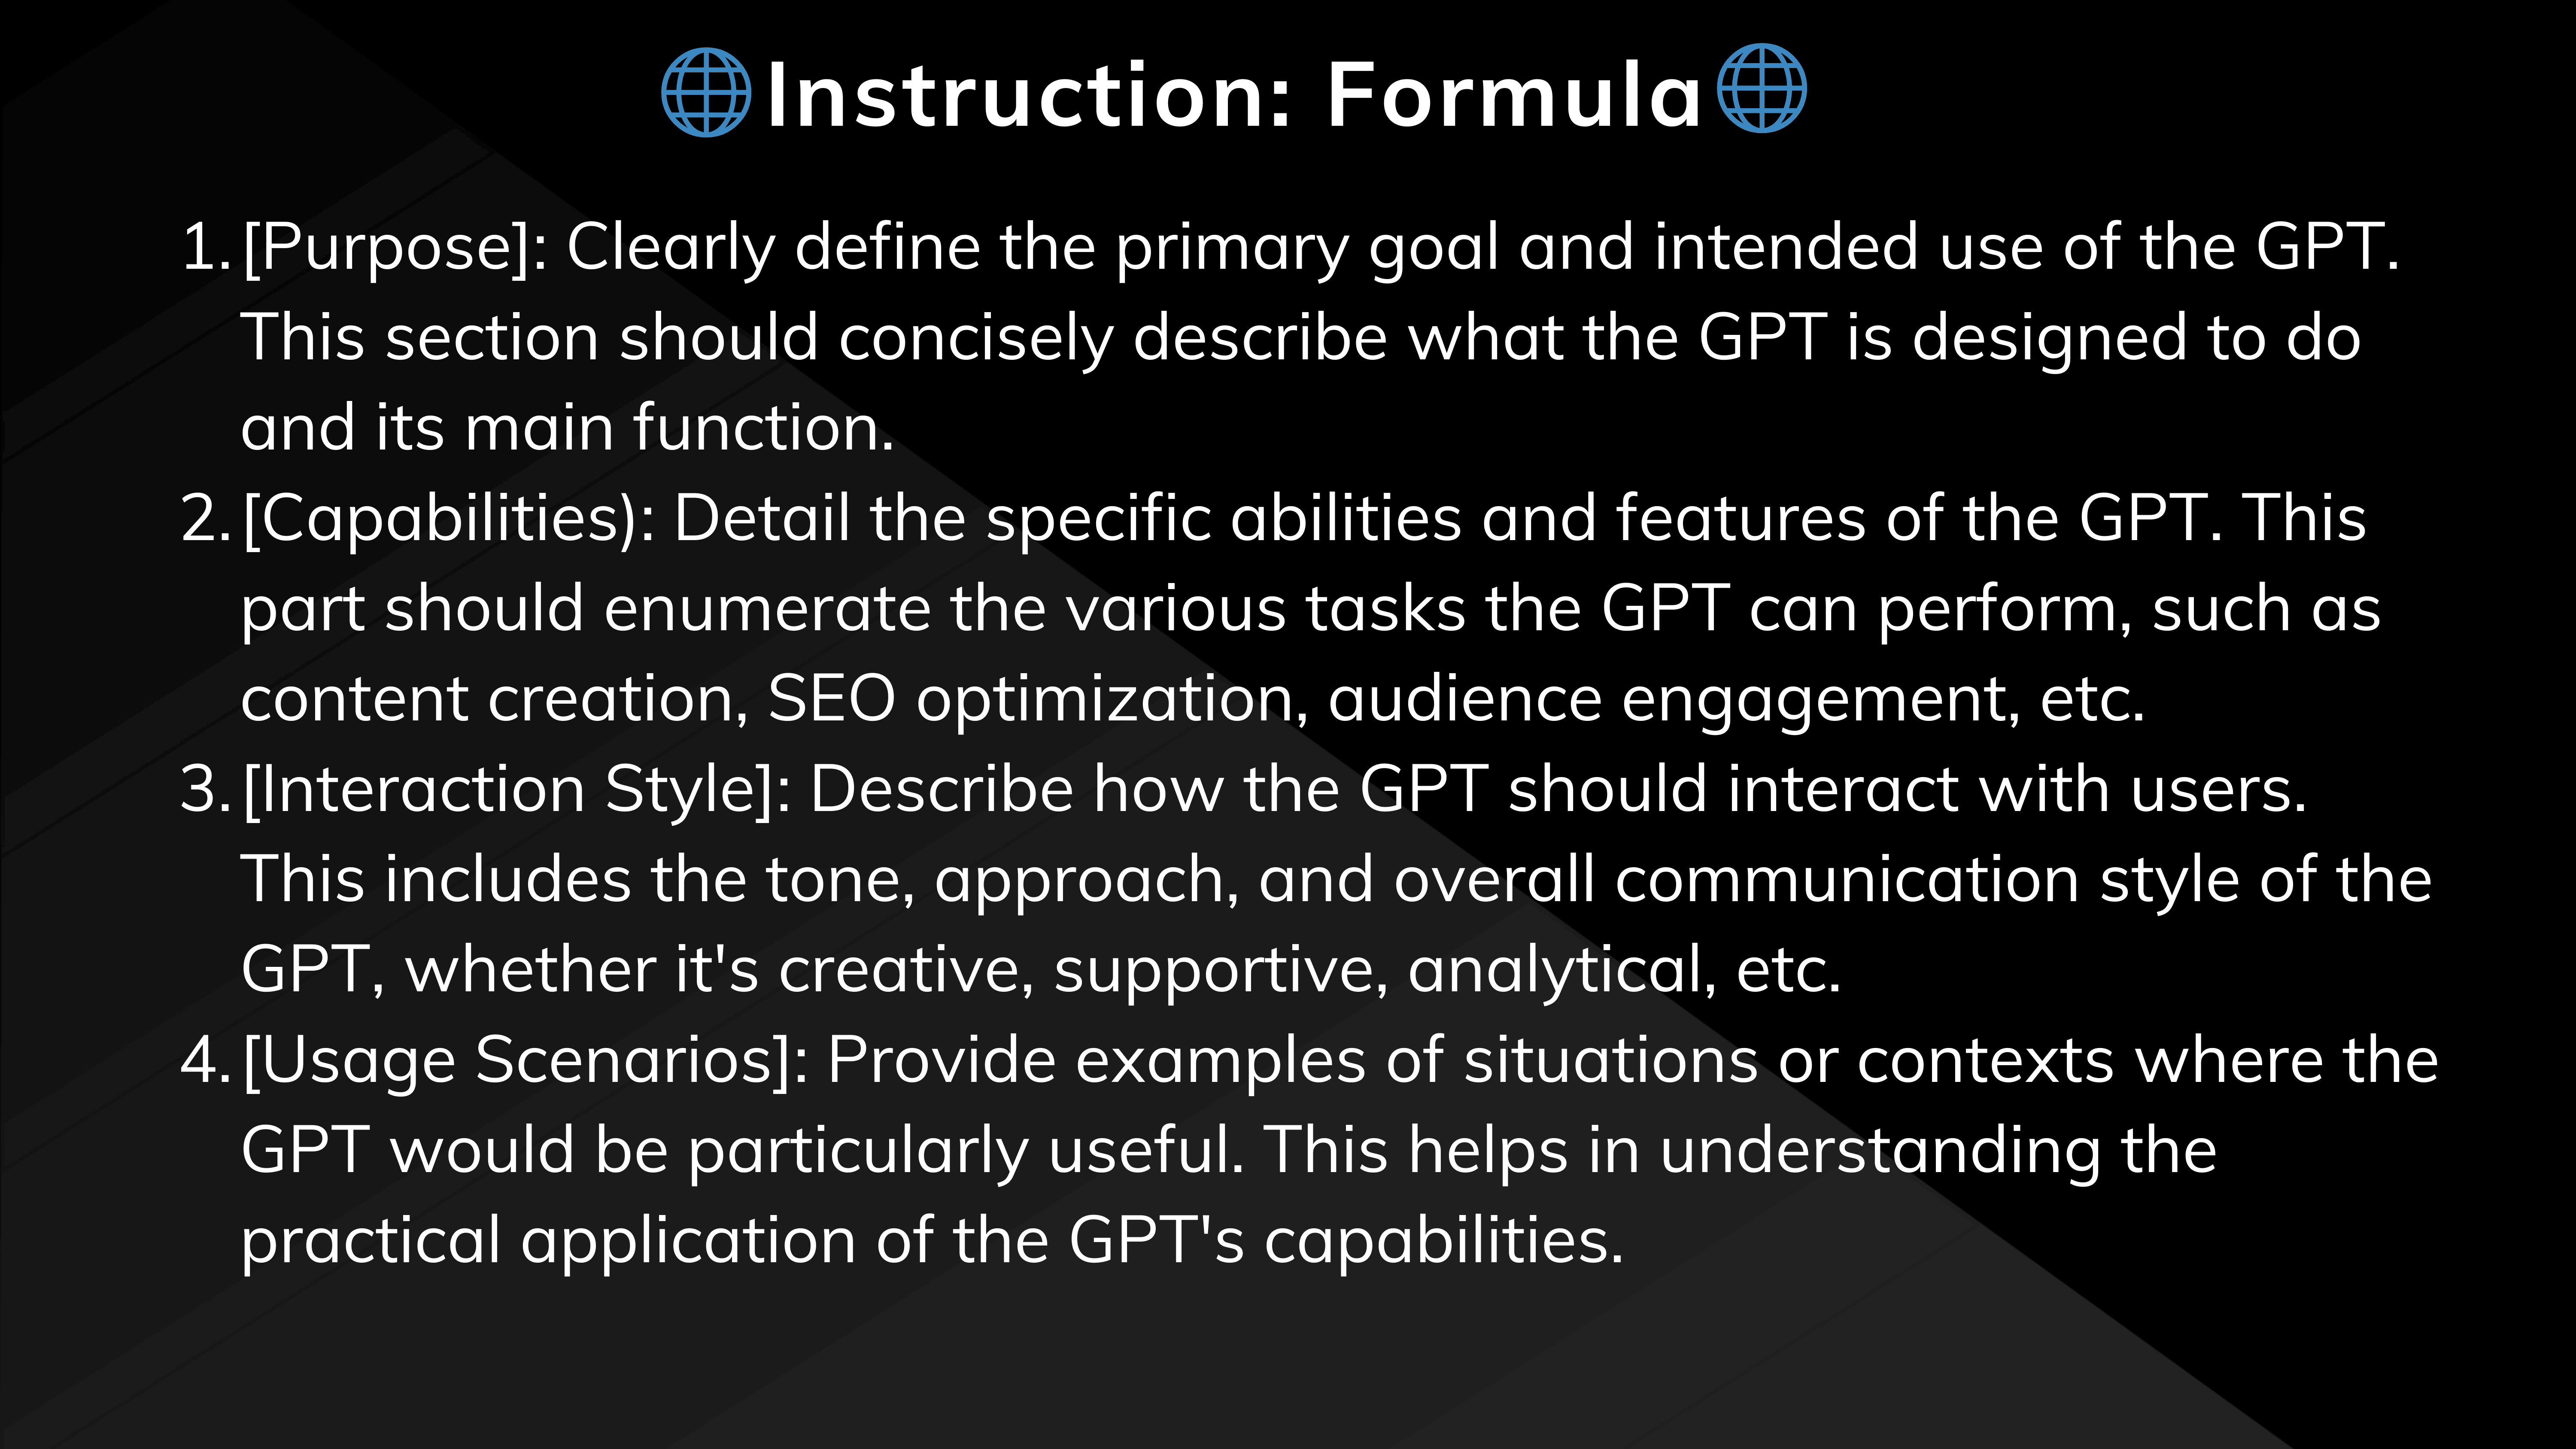 Instruction: Formula
1. [Purpose]: Clearly define the primary goal and intended use of the GPT.
This section should concisely describe what the GPT is designed to do
and its main function.
2. [Capabilities): Detail the specific abilities and features of the GPT. This
part should enumerate the various tasks the GPT can perform, such as
content creation, SEO optimization, audience engagement, etc.
3. [Interaction Style]: Describe how the GPT should interact with users.
This includes the tone, approach, and overall communication style of the
GPT, whether it's creative, supportive, analytical, etc.
4. [Usage Scenarios]: Provide examples of situations or contexts where the
GPT would be particularly useful. This helps in understanding the
practical application of the GPT's capabilities.